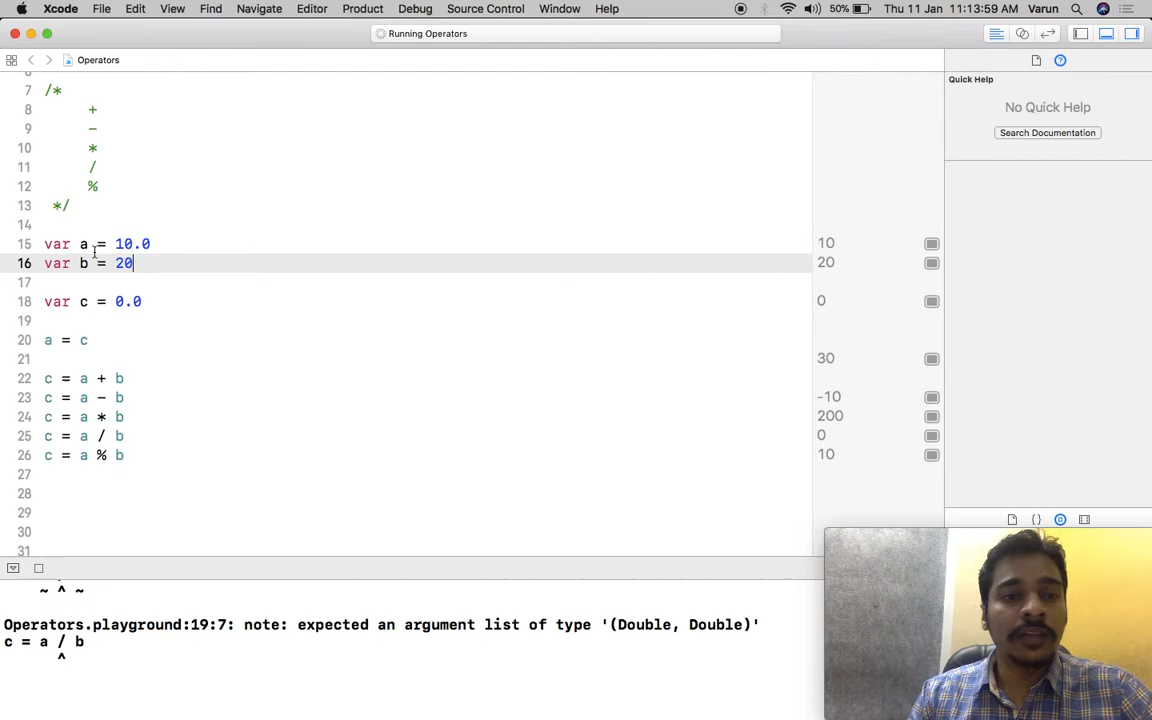 Xcode File Edit View Find Navigate Editor Product Debug Source Control Window Help 50% Thu 11 Jan 11:13:59 AM Varun
Running Operators
Operators
Quick Help
No Quick Help
Search Documentation
7 /*
8 +
9 -
10 *
11 /
12 %
13 */
14
15 var a = 10.0 10
16 var b = 20 20
17
18 var c = 0.0 0
19
20 a = c
21 30
22 c = a + b
23 c = a - b -10
24 c = a * b 200
25 c = a / b 0
26 c = a % b 10
27
28
29
30
31
~ ^ ~
Operators.playground:19:7: note: expected an argument list of type '(Double, Double)'
c = a / b
^